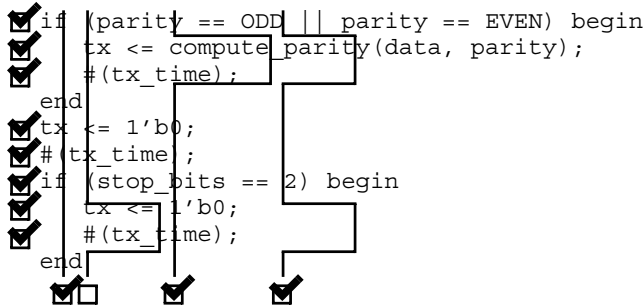 if (parity == ODD || parity == EVEN) begin
tx <= compute_parity(data, parity);
#(tx_time);
end
tx <= 1’b0;
#(tx_time);
if (stop_bits == 2) begin
tx <= 1’b0;
#(tx_time);
end